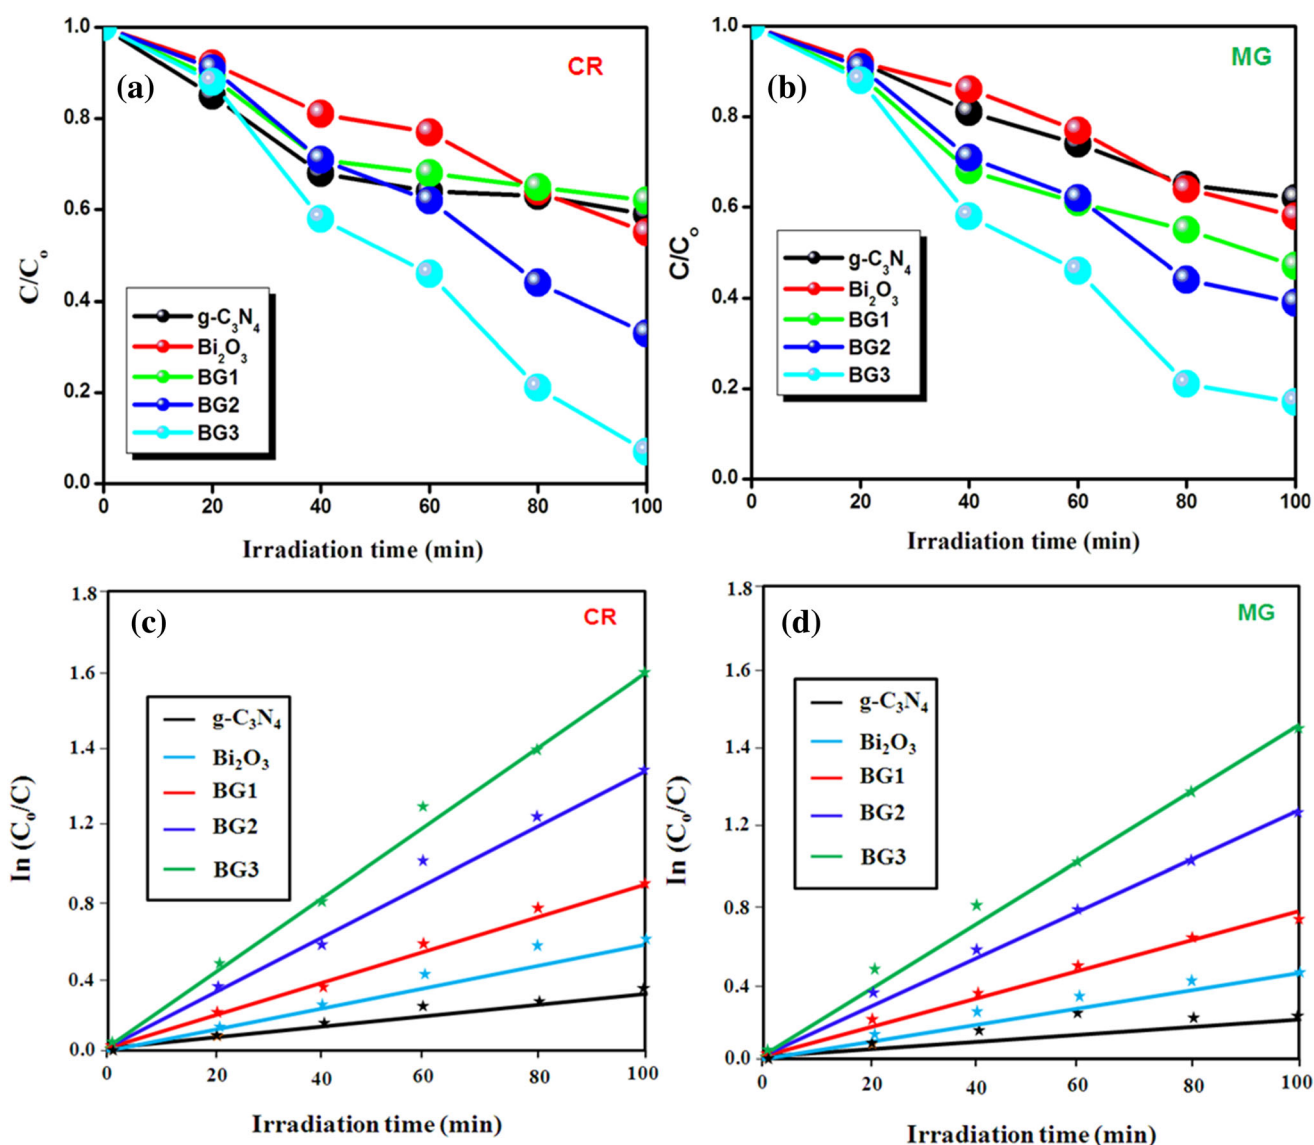 (a)
CR
1.0
0.8
0.6
0.4
0.2
0.0
C/Cₒ
g-C₃N₄
Bi₂O₃
BG1
BG2
BG3
0 20 40 60 80 100
Irradiation time (min)
(b)
MG
1.0
0.8
0.6
0.4
0.2
0.0
C/Cₒ
g-C₃N₄
Bi₂O₃
BG1
BG2
BG3
0 20 40 60 80 100
Irradiation time (min)
(c)
CR
1.8
1.6
1.4
1.2
0.8
0.4
0.0
In (Cₒ/C)
g-C₃N₄
Bi₂O₃
BG1
BG2
BG3
0 20 40 60 80 100
Irradiation time (min)
(d)
MG
1.8
1.6
1.4
1.2
0.8
0.4
0.0
In (Cₒ/C)
g-C₃N₄
Bi₂O₃
BG1
BG2
BG3
0 20 40 60 80 100
Irradiation time (min)